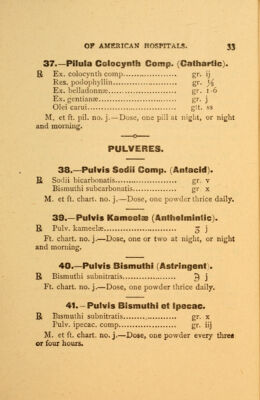 OF AMERICAN HOSPITALS. 33
37.—Pilula Colocynth Comp. (Cathartic).
℞ Ex. colocynth comp.................... gr. ij
Res. podophyllin........................ gr. ½
Ex. belladonnæ......................... gr. 1-6
Ex. gentianæ............................ gr. j
Olei carui................................ gtt. ss
M. et ft. pil. no. j.—Dose, one pill at night, or night
and morning.
PULVERES.
38.—Pulvis Sodii Comp. (Antacid).
℞ Sodii bicarbonatis..................... gr. v
Bismuthi subcarbonatis............... gr x
M. et ft. chart. no. j.—Dose, one powder thrice daily.
39.—Pulvis Kameelæ (Anthelmintic).
℞ Pulv. kameelæ.......................... ʒ j
Ft. chart. no. j.—Dose, one or two at night, or night
and morning.
40.—Pulvis Bismuthi (Astringent).
℞ Bismuthi subnitratis.................. ℈ j
Ft. chart. no. j.—Dose, one powder thrice daily.
41.—Pulvis Bismuthi et Ipecac.
℞ Bismuthi subnitratis.................. gr. x
Pulv. ipecac. comp..................... gr. iij
M. et ft. chart. no. j.—Dose, one powder every three
or four hours.